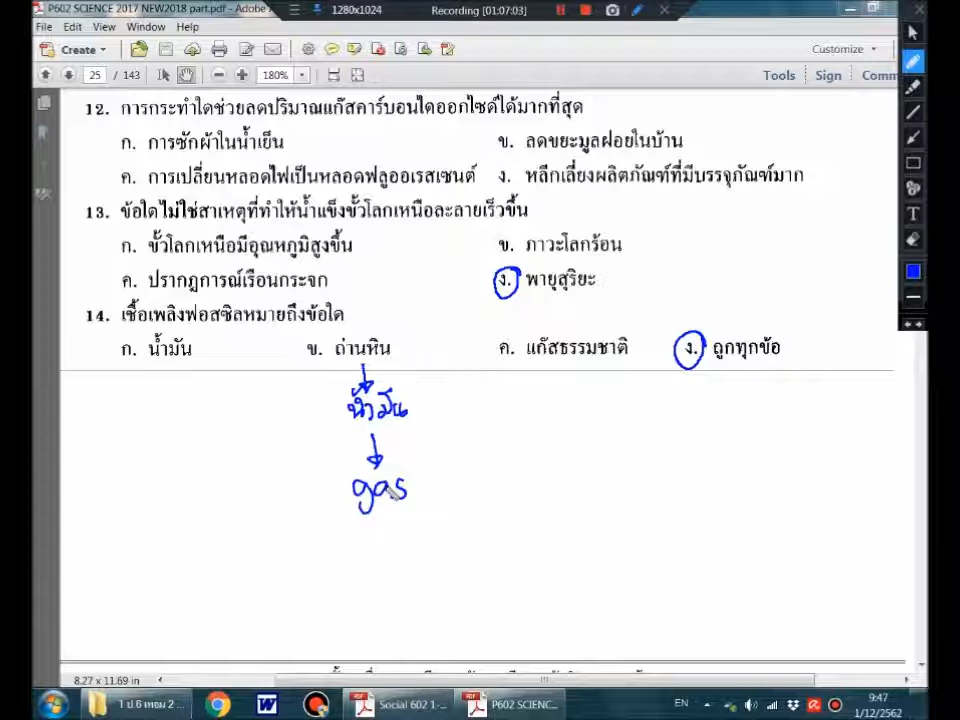 P602 SCIENCE 2017 NEW2018 part.pdf - Adobe
1280x1024
Recording [01:07:03]
File Edit View Window Help
Create
Customize
25 / 143
180%
Tools Sign Comm
12. การกระทำใดช่วยลดปริมาณแก๊สคาร์บอนไดออกไซด์ได้มากที่สุด
ก. การซักผ้าในน้ำเย็น ข. ลดขยะมูลฝอยในบ้าน
ค. การเปลี่ยนหลอดไฟเป็นหลอดฟลูออเรสเซนต์ ง. หลีกเลี่ยงผลิตภัณฑ์ที่มีบรรจุภัณฑ์มาก
13. ข้อใดไม่ใช่สาเหตุที่ทำให้น้ำแข็งขั้วโลกเหนือละลายเร็วขึ้น
ก. ขั้วโลกเหนือมีอุณหภูมิสูงขึ้น ข. ภาวะโลกร้อน
ค. ปรากฏการณ์เรือนกระจก ง. พายุสุริยะ
14. เชื้อเพลิงฟอสซิลหมายถึงข้อใด
ก. น้ำมัน ข. ถ่านหิน ค. แก๊สธรรมชาติ ง. ถูกทุกข้อ
น้ำมัน
gas
8.27 x 11.69 in
1 ป.6 เทอม 2 ...
Social 602 1-...
P602 SCIENC...
EN
9:47
1/12/2562